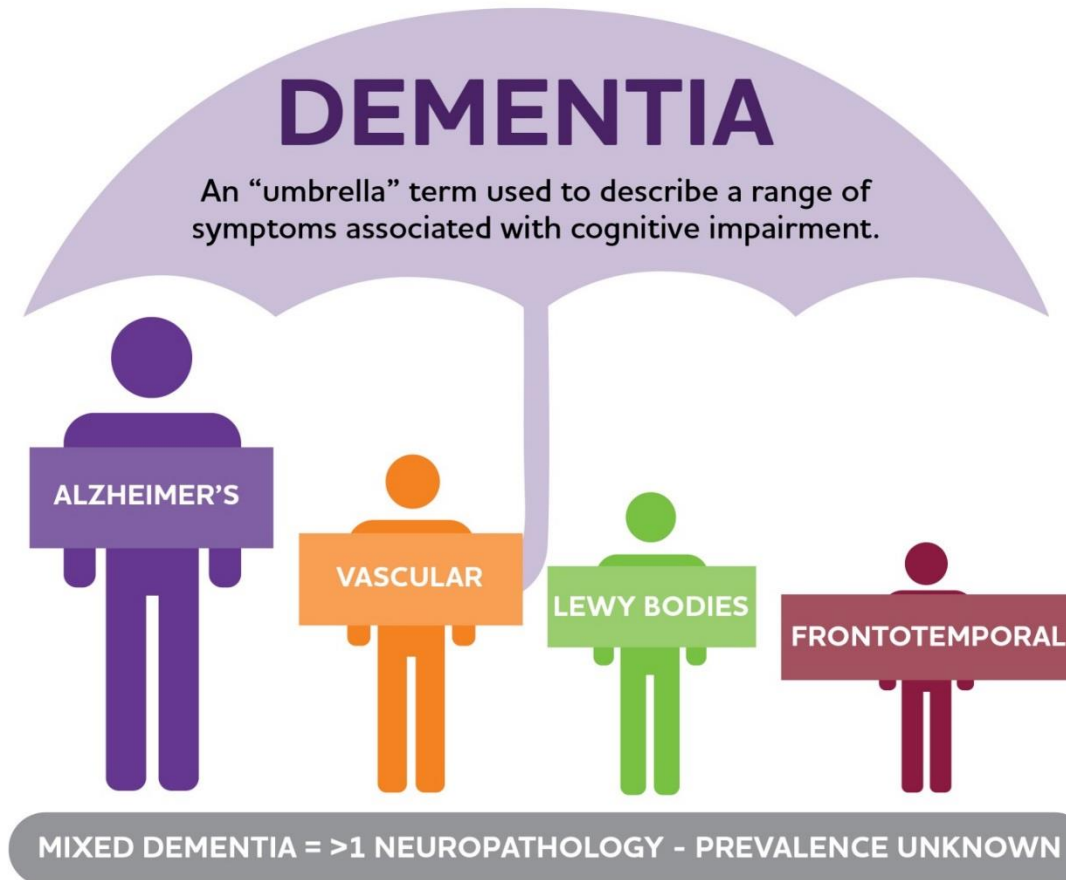 DEMENTIA
An “umbrella” term used to describe a range of
symptoms associated with cognitive impairment.
ALZHEIMER’S
VASCULAR
LEWY BODIES
FRONTOTEMPORAL
MIXED DEMENTIA = >1 NEUROPATHOLOGY - PREVALENCE UNKNOWN